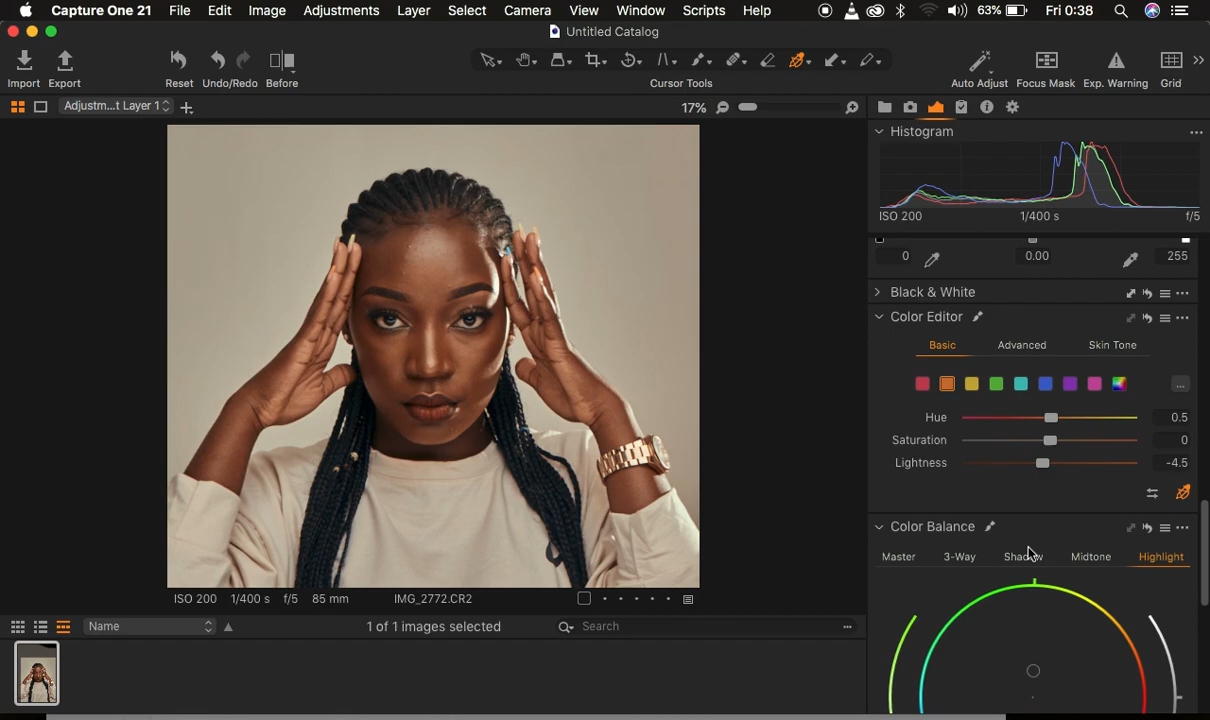 Capture One 21 File Edit Image Adjustments Layer Select Camera View Window Scripts Help 63% Fri 0:38
Untitled Catalog
Import Export Reset Undo/Redo Before Cursor Tools Auto Adjust Focus Mask Exp. Warning Grid
Adjustm...t Layer 1 17%
Histogram
ISO 200 1/400 s f/5
0 0.00 255
Black & White
Color Editor
Basic Advanced Skin Tone
Hue 0.5
Saturation 0
Lightness -4.5
Color Balance
Master 3-Way Shadow Midtone Highlight
ISO 200 1/400 s f/5 85 mm IMG_2772.CR2
Name 1 of 1 images selected Search